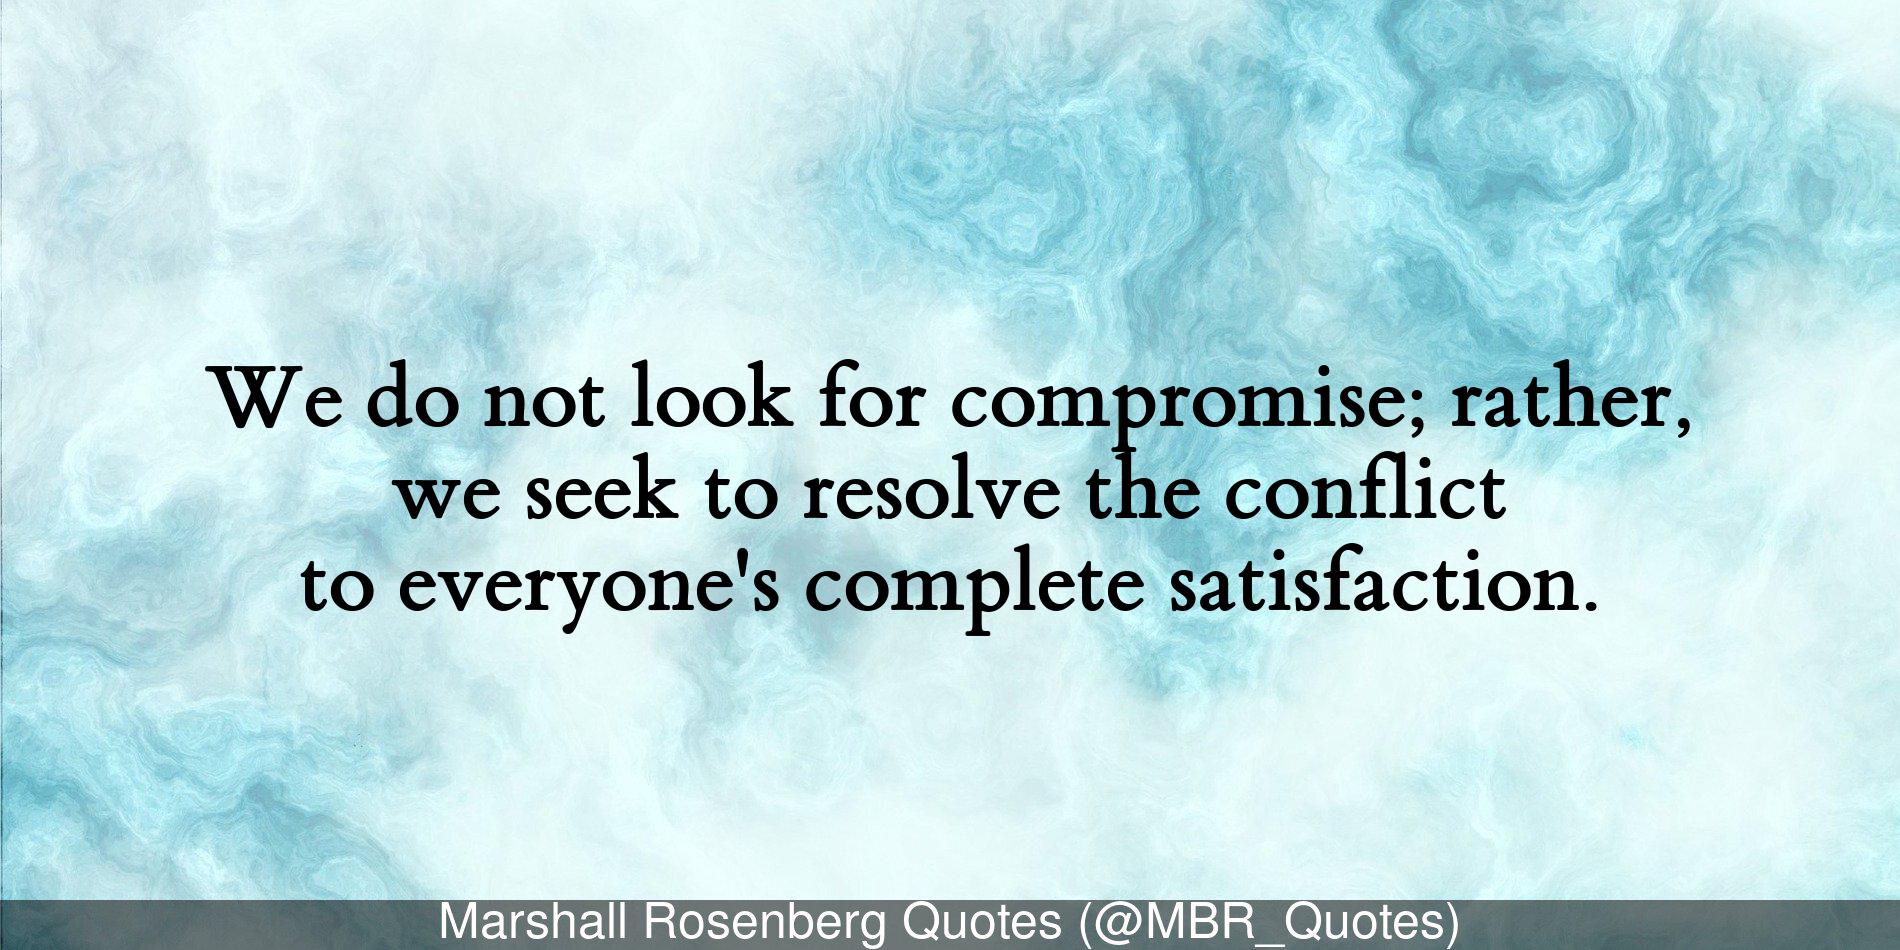 We do not look for compromise; rather,
we seek to resolve the conflict
to everyone's complete satisfaction.
Marshall Rosenberg Quotes (@MBR_Quotes)